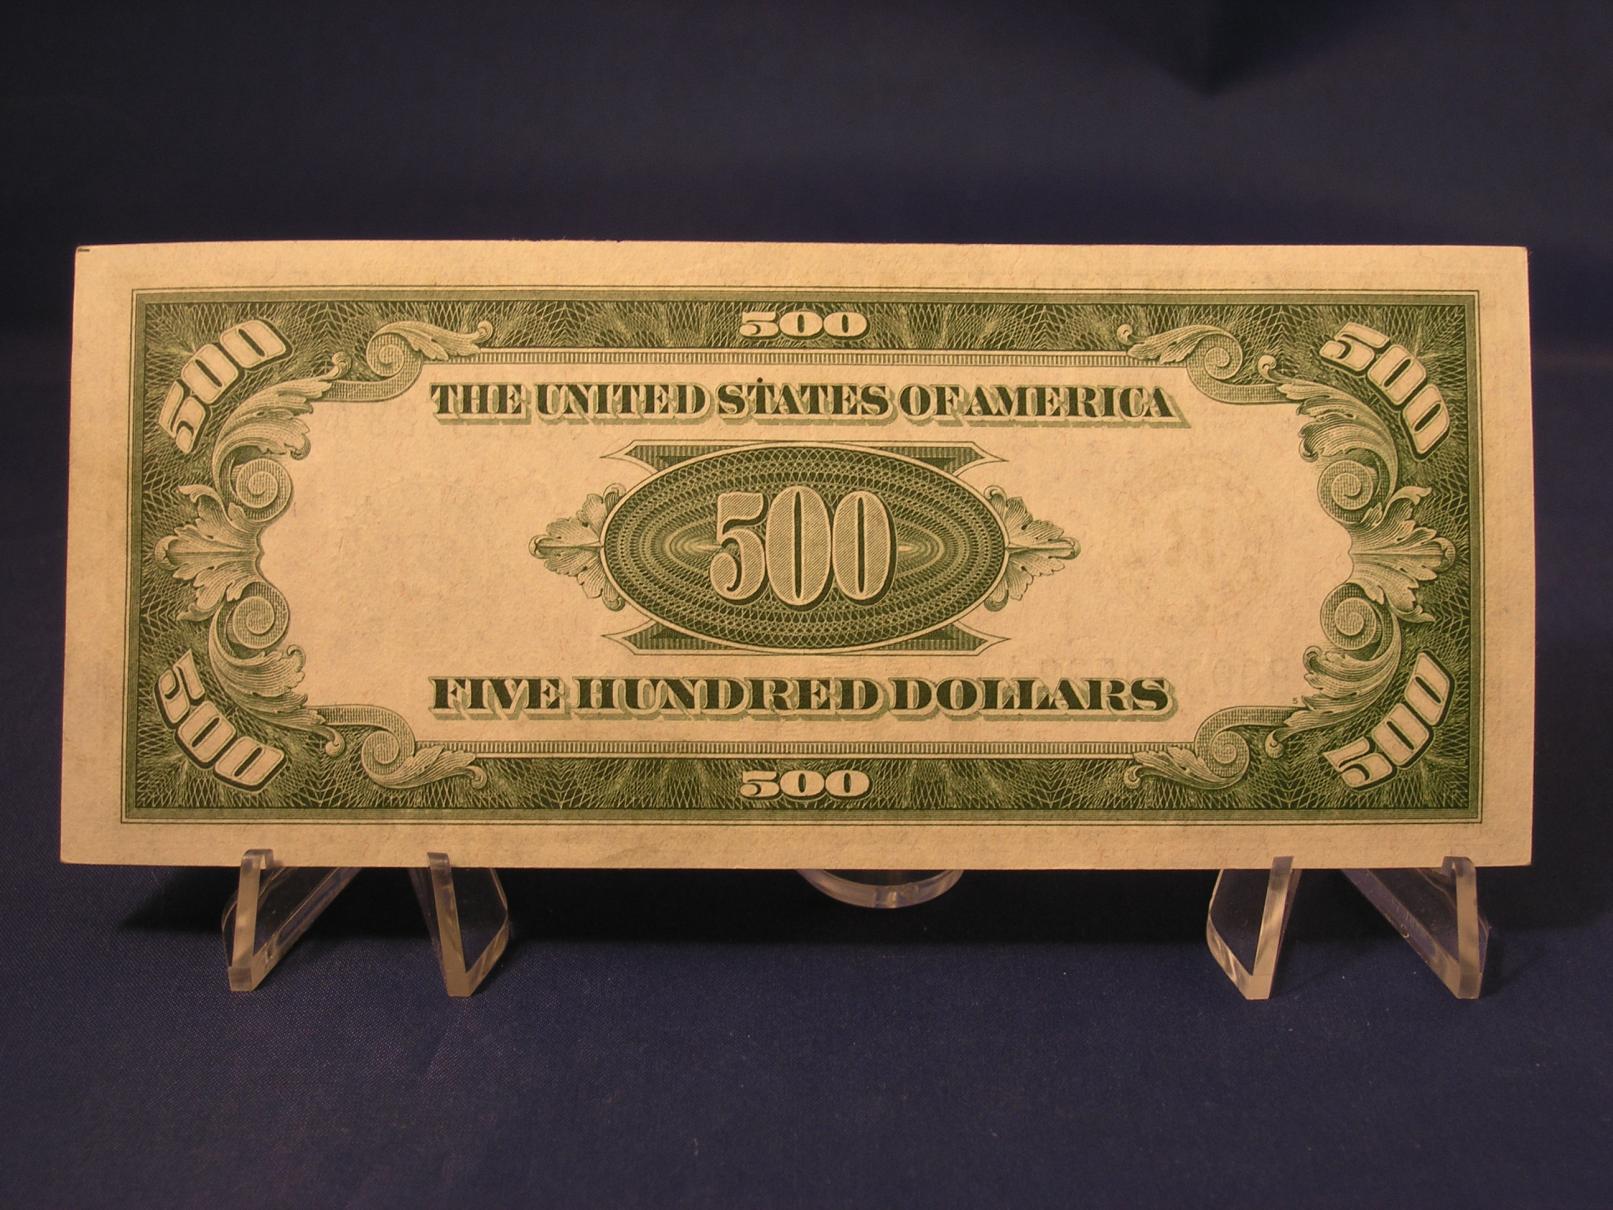 500 500 500
THE UNITED STATES OF AMERICA
500
FIVE HUNDRED DOLLARS
500 500 500